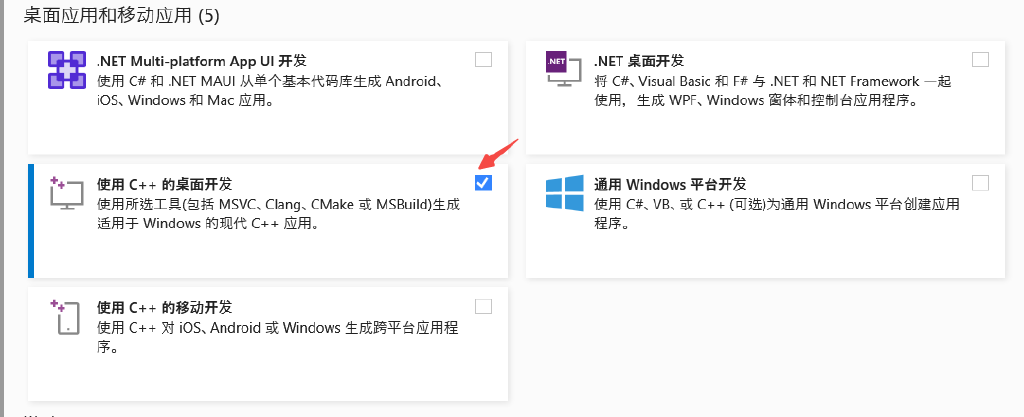 桌面应用和移动应用 (5)
.NET Multi-platform App UI 开发
使用 C# 和 .NET MAUI 从单个基本代码库生成 Android、
iOS、Windows 和 Mac 应用。
.NET
.NET 桌面开发
将 C#、Visual Basic 和 F# 与 .NET 和 NET Framework 一起
使用，生成 WPF、Windows 窗体和控制台应用程序。
使用 C++ 的桌面开发
使用所选工具(包括 MSVC、Clang、CMake 或 MSBuild)生成
适用于 Windows 的现代 C++ 应用。
通用 Windows 平台开发
使用 C#、VB、或 C++ (可选)为通用 Windows 平台创建应用
程序。
使用 C++ 的移动开发
使用 C++ 对 iOS、Android 或 Windows 生成跨平台应用程
序。